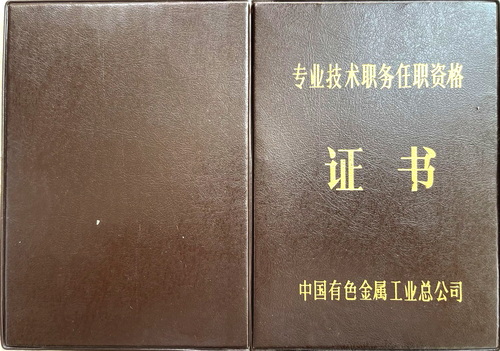 专业技术职务任职资格
证书
中国有色金属工业总公司